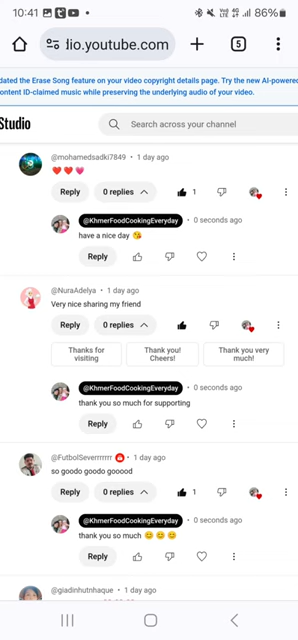 10:41
86%
dio.youtube.com
5
dated the Erase Song feature on your video copyright details page. Try the new AI-powered
ontent ID-claimed music while preserving the underlying audio of your video.
Studio
Search across your channel
@mohamedsadki7849 • 1 day ago
❤️❤️💗
Reply
0 replies
1
@KhmerFoodCookingEveryday • 0 seconds ago
have a nice day 😘
Reply
@NuraAdelya • 1 day ago
Very nice sharing my friend
Reply
0 replies
Thanks for visiting
Thank you! Cheers!
Thank you very much!
@KhmerFoodCookingEveryday • 0 seconds ago
thank you so much for supporting
Reply
@FutbolSeverrrrrrr • 1 day ago
so goodo goodo gooood
Reply
0 replies
1
@KhmerFoodCookingEveryday • 0 seconds ago
thank you so much 😊😊😊
Reply
@giadinhutnhaque • 1 day ago